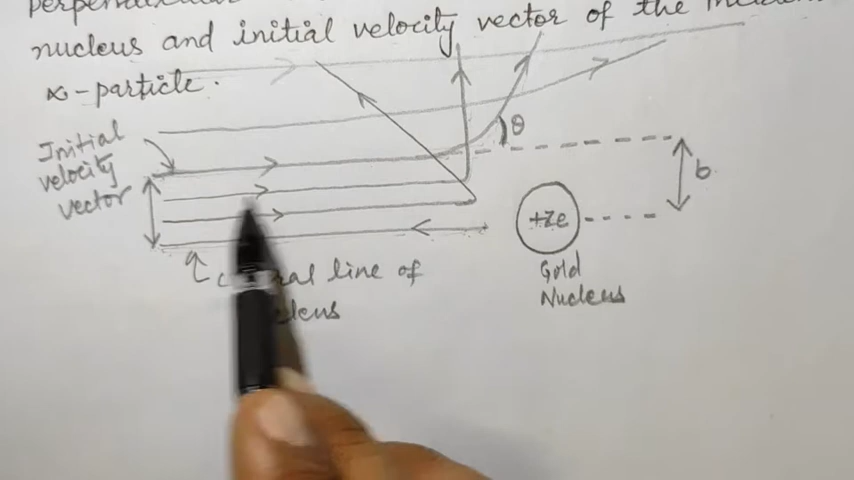 nucleus and initial velocity vector of the
α-particle.
Initial
velocity
vector
θ
b
+Ze
line of
Gold
Nucleus